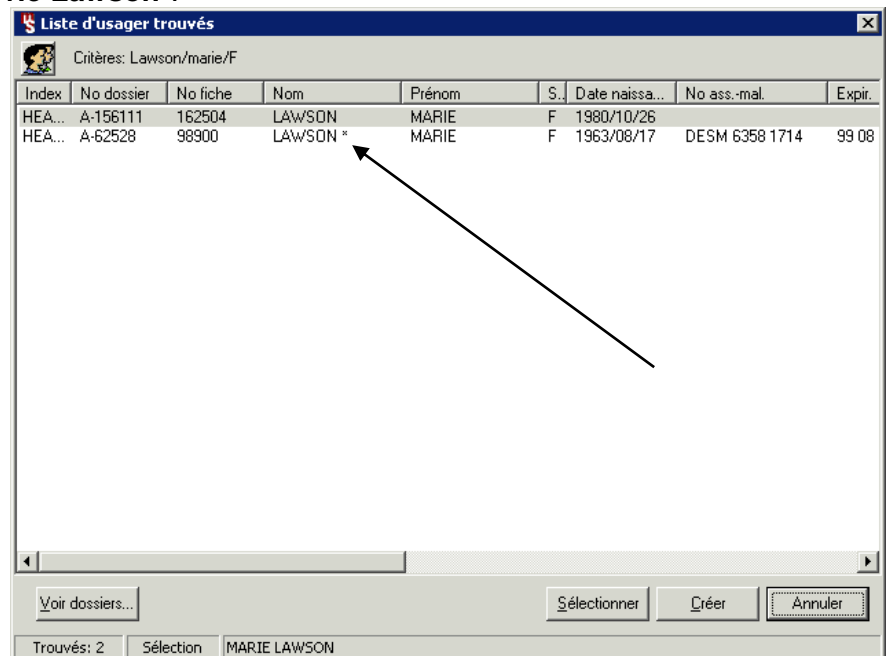 Liste d'usager trouvés
Critères: Lawson/marie/F
Index No dossier No fiche Nom Prénom S.. Date naissa... No ass.-mal. Expir.
HEA... A-156111 162504 LAWSON MARIE F 1980/10/26
HEA... A-62528 98900 LAWSON * MARIE F 1963/08/17 DESM 6358 1714 99 08
Voir dossiers... Sélectionner Créer Annuler
Trouvés: 2 Sélection MARIE LAWSON